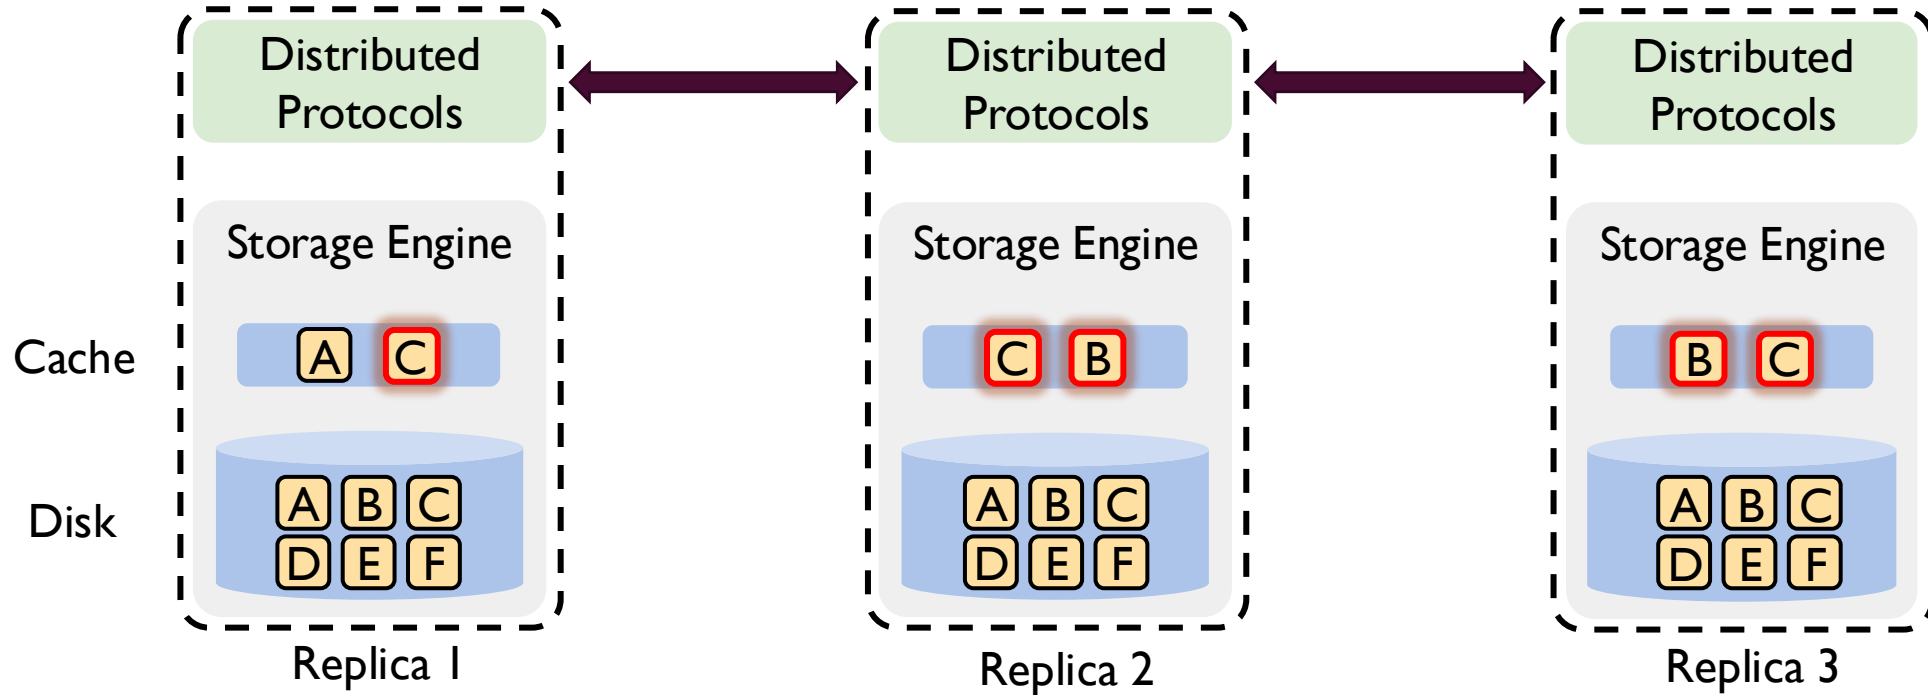 Distributed
Protocols
Distributed
Protocols
Distributed
Protocols
Storage Engine
Storage Engine
Storage Engine
Cache
A C
C B
B C
Disk
A B C
D E F
A B C
D E F
A B C
D E F
Replica 1
Replica 2
Replica 3